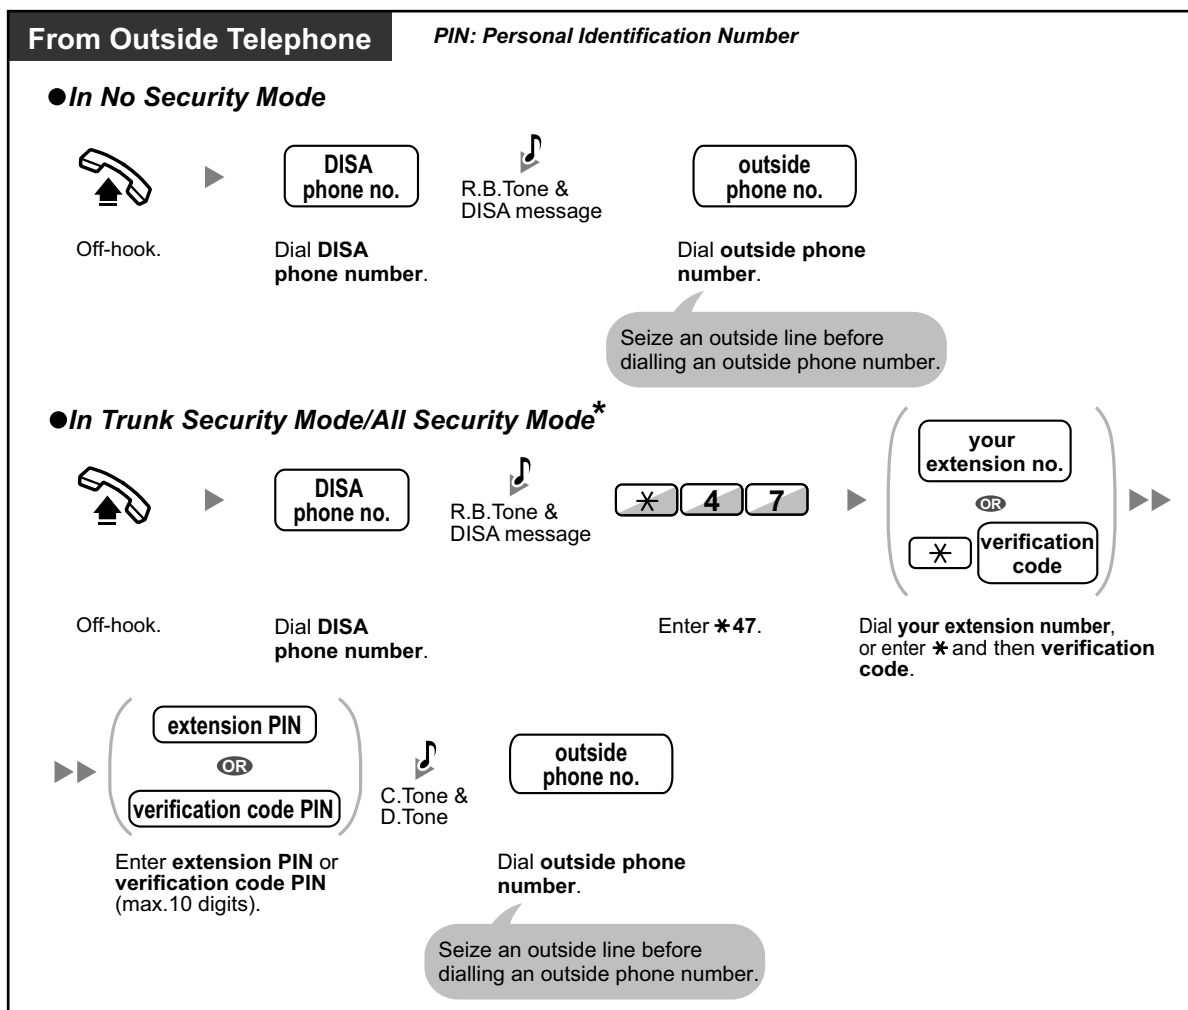 From Outside Telephone
PIN: Personal Identification Number
●In No Security Mode
DISA
phone no.
R.B.Tone &
DISA message
outside
phone no.
Off-hook.
Dial DISA
phone number.
Dial outside phone
number.
Seize an outside line before
dialling an outside phone number.
●In Trunk Security Mode/All Security Mode*
DISA
phone no.
R.B.Tone &
DISA message
* 4 7
your
extension no.
OR
* verification
code
Off-hook.
Dial DISA
phone number.
Enter *47.
Dial your extension number,
or enter * and then verification
code.
extension PIN
OR
verification code PIN
C.Tone &
D.Tone
outside
phone no.
Enter extension PIN or
verification code PIN
(max.10 digits).
Dial outside phone
number.
Seize an outside line before
dialling an outside phone number.